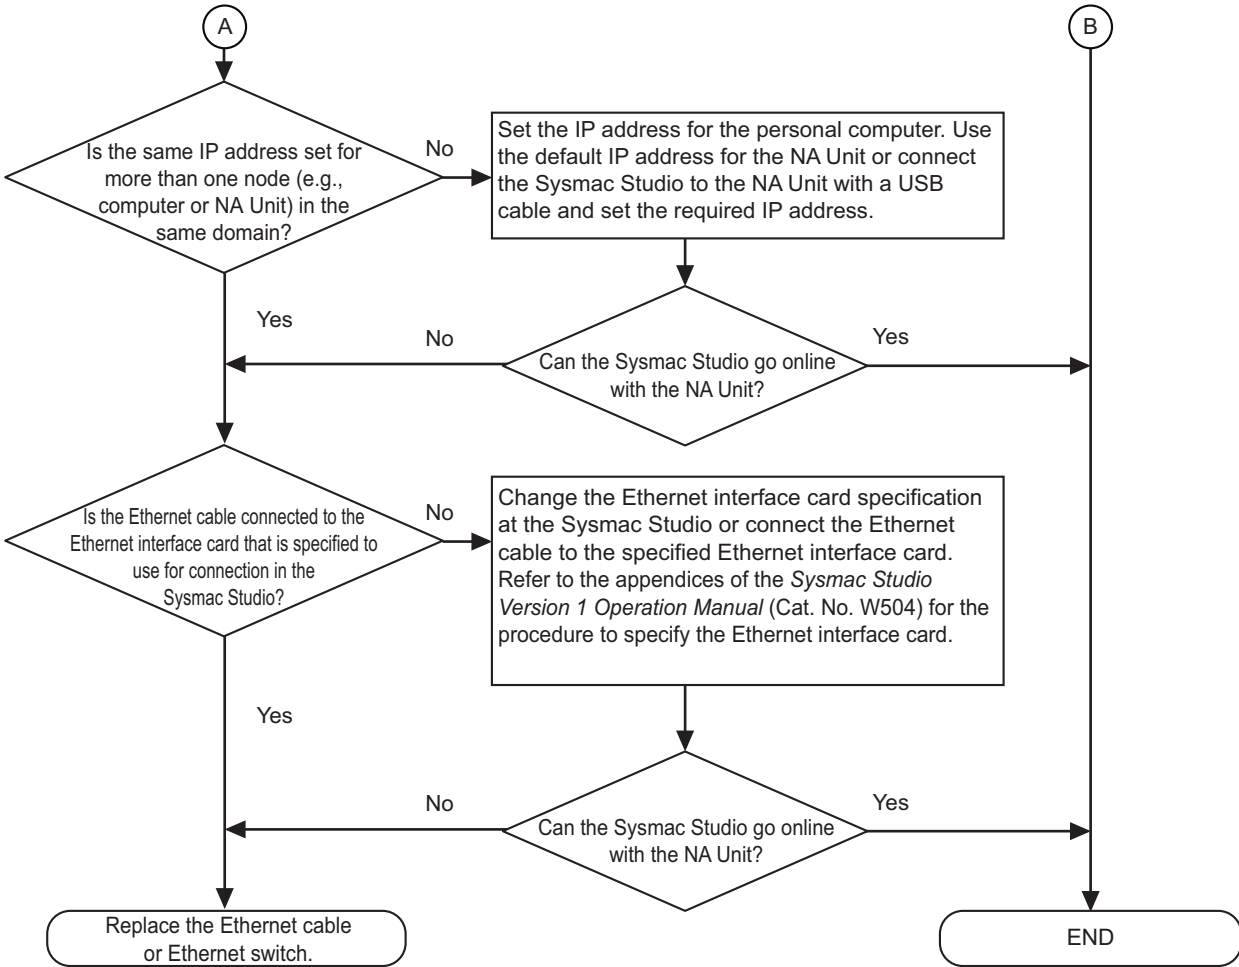 A
B
Is the same IP address set for
more than one node (e.g.,
computer or NA Unit) in the
same domain?
No
Set the IP address for the personal computer. Use
the default IP address for the NA Unit or connect
the Sysmac Studio to the NA Unit with a USB
cable and set the required IP address.
Yes
No
Can the Sysmac Studio go online
with the NA Unit?
Yes
Is the Ethernet cable connected to the
Ethernet interface card that is specified to
use for connection in the
Sysmac Studio?
No
Change the Ethernet interface card specification
at the Sysmac Studio or connect the Ethernet
cable to the specified Ethernet interface card.
Refer to the appendices of the Sysmac Studio
Version 1 Operation Manual (Cat. No. W504) for the
procedure to specify the Ethernet interface card.
Yes
No
Can the Sysmac Studio go online
with the NA Unit?
Yes
Replace the Ethernet cable
or Ethernet switch.
END